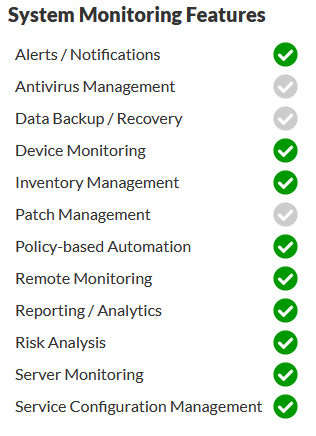 System Monitoring Features
Alerts / Notifications
Antivirus Management
Data Backup / Recovery
Device Monitoring
Inventory Management
Patch Management
Policy-based Automation
Remote Monitoring
Reporting / Analytics
Risk Analysis
Server Monitoring
Service Configuration Management